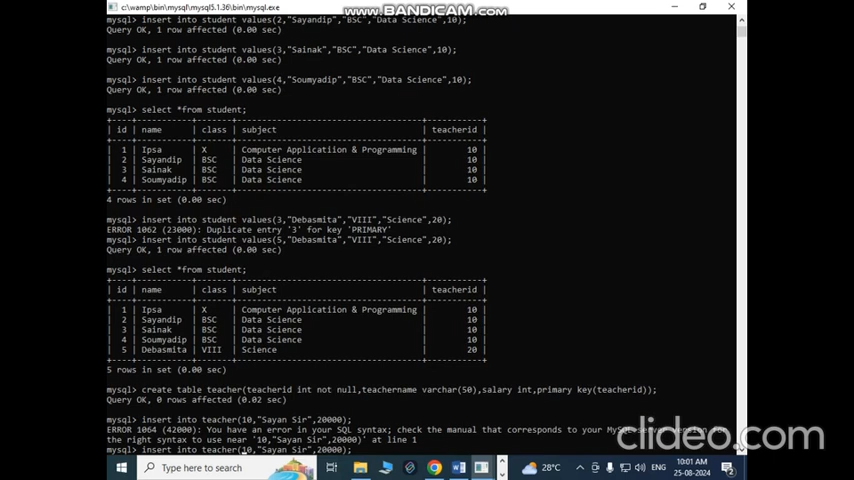 c:\wamp\bin\mysql\mysql5.1.36\bin\mysql.exe
www.BANDICAM.com
mysql> insert into student values(2,"Sayandip","BSC","Data Science",10);
Query OK, 1 row affected (0.00 sec)
mysql> insert into student values(3,"Sainak","BSC","Data Science",10);
Query OK, 1 row affected (0.00 sec)
mysql> insert into student values(4,"Soumyadip","BSC","Data Science",10);
Query OK, 1 row affected (0.00 sec)
mysql> select *from student;
| id | name | class | subject | teacherid |
| 1 | Ipsa | X | Computer Applicatiion & Programming | 10 |
| 2 | Sayandip | BSC | Data Science | 10 |
| 3 | Sainak | BSC | Data Science | 10 |
| 4 | Soumyadip | BSC | Data Science | 10 |
4 rows in set (0.00 sec)
mysql> insert into student values(3,"Debasmita","VIII","Science",20);
ERROR 1062 (23000): Duplicate entry '3' for key 'PRIMARY'
mysql> insert into student values(5,"Debasmita","VIII","Science",20);
Query OK, 1 row affected (0.00 sec)
mysql> select *from student;
| id | name | class | subject | teacherid |
| 1 | Ipsa | X | Computer Applicatiion & Programming | 10 |
| 2 | Sayandip | BSC | Data Science | 10 |
| 3 | Sainak | BSC | Data Science | 10 |
| 4 | Soumyadip | BSC | Data Science | 10 |
| 5 | Debasmita | VIII | Science | 20 |
5 rows in set (0.00 sec)
mysql> create table teacher(teacherid int not null,teachername varchar(50),salary int,primary key(teacherid));
Query OK, 0 rows affected (0.02 sec)
mysql> insert into teacher(10,"Sayan Sir",20000);
ERROR 1064 (42000): You have an error in your SQL syntax; check the manual that corresponds to your MySQL server version for
the right syntax to use near '10,"Sayan Sir",20000)' at line 1
mysql> insert into teacher(10,"Sayan Sir",20000);
clideo.com
Type here to search
28°C
ENG
10:01 AM
25-08-2024
2